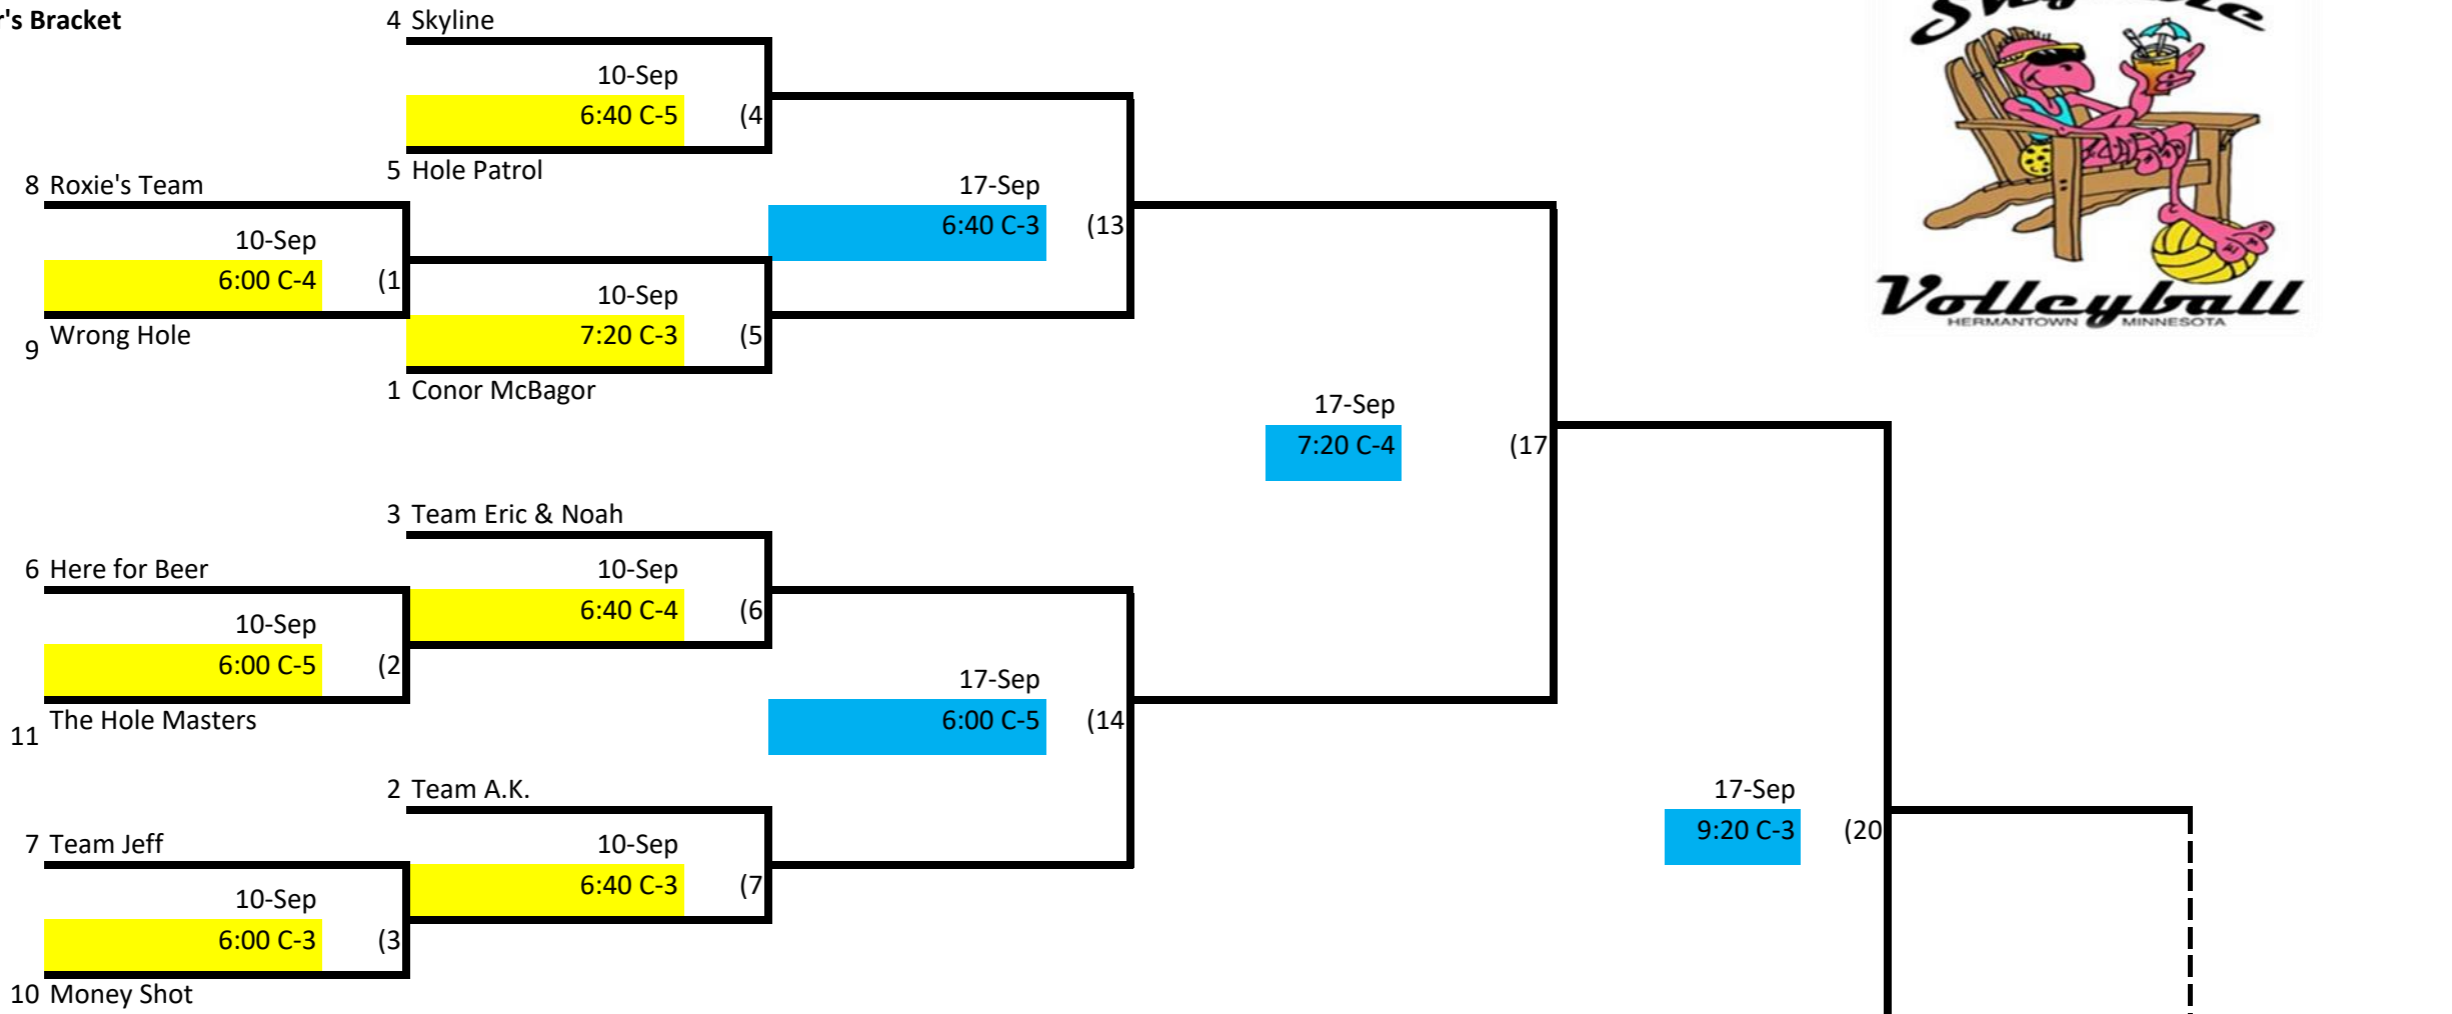 r's Bracket
4 Skyline
10-Sep
6:40 C-5 (4
5 Hole Patrol
8 Roxie's Team
17-Sep
6:40 C-3 (13
10-Sep
6:00 C-4 (1
10-Sep
7:20 C-3 (5
9 Wrong Hole
1 Conor McBagor
17-Sep
7:20 C-4 (17
3 Team Eric & Noah
6 Here for Beer
10-Sep
6:40 C-4 (6
10-Sep
6:00 C-5 (2
11 The Hole Masters
17-Sep
6:00 C-5 (14
2 Team A.K.
17-Sep
9:20 C-3 (20
7 Team Jeff
10-Sep
6:40 C-3 (7
10-Sep
6:00 C-3 (3
10 Money Shot
Volleyball
HERMANTOWN MINNESOTA